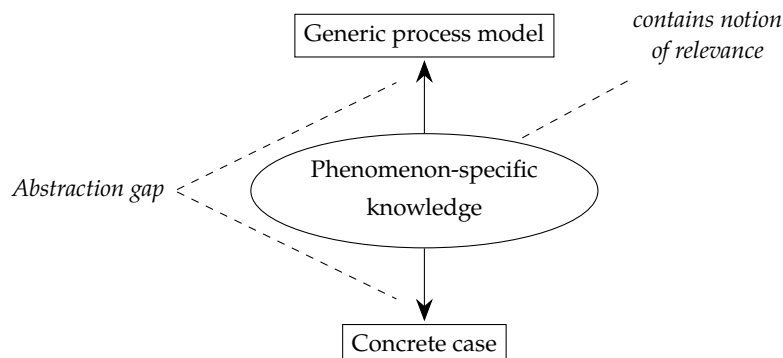 Generic process model
contains notion
of relevance
Phenomenon-specific
knowledge
Abstraction gap
Concrete case